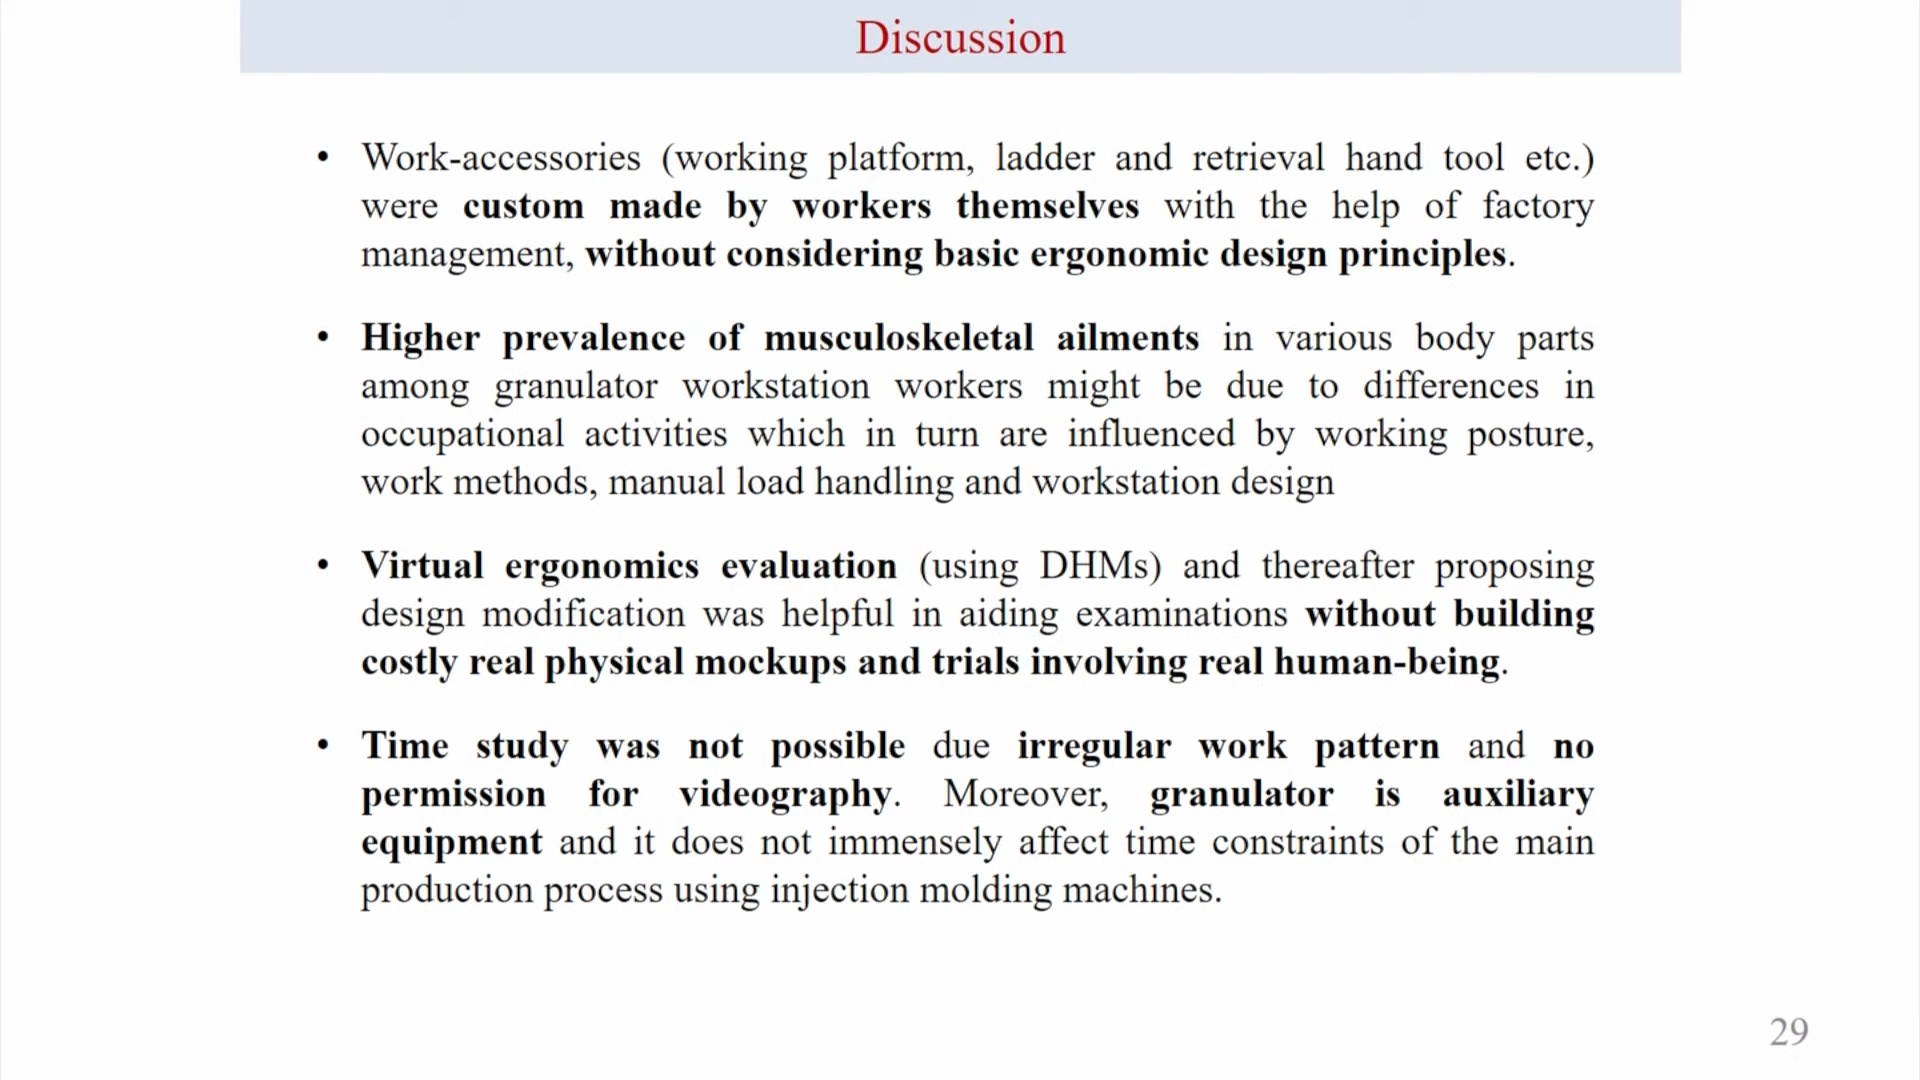 Discussion
• Work-accessories (working platform, ladder and retrieval hand tool etc.)
were custom made by workers themselves with the help of factory
management, without considering basic ergonomic design principles.
• Higher prevalence of musculoskeletal ailments in various body parts
among granulator workstation workers might be due to differences in
occupational activities which in turn are influenced by working posture,
work methods, manual load handling and workstation design
• Virtual ergonomics evaluation (using DHMs) and thereafter proposing
design modification was helpful in aiding examinations without building
costly real physical mockups and trials involving real human-being.
• Time study was not possible due irregular work pattern and no
permission for videography. Moreover, granulator is auxiliary
equipment and it does not immensely affect time constraints of the main
production process using injection molding machines.
29